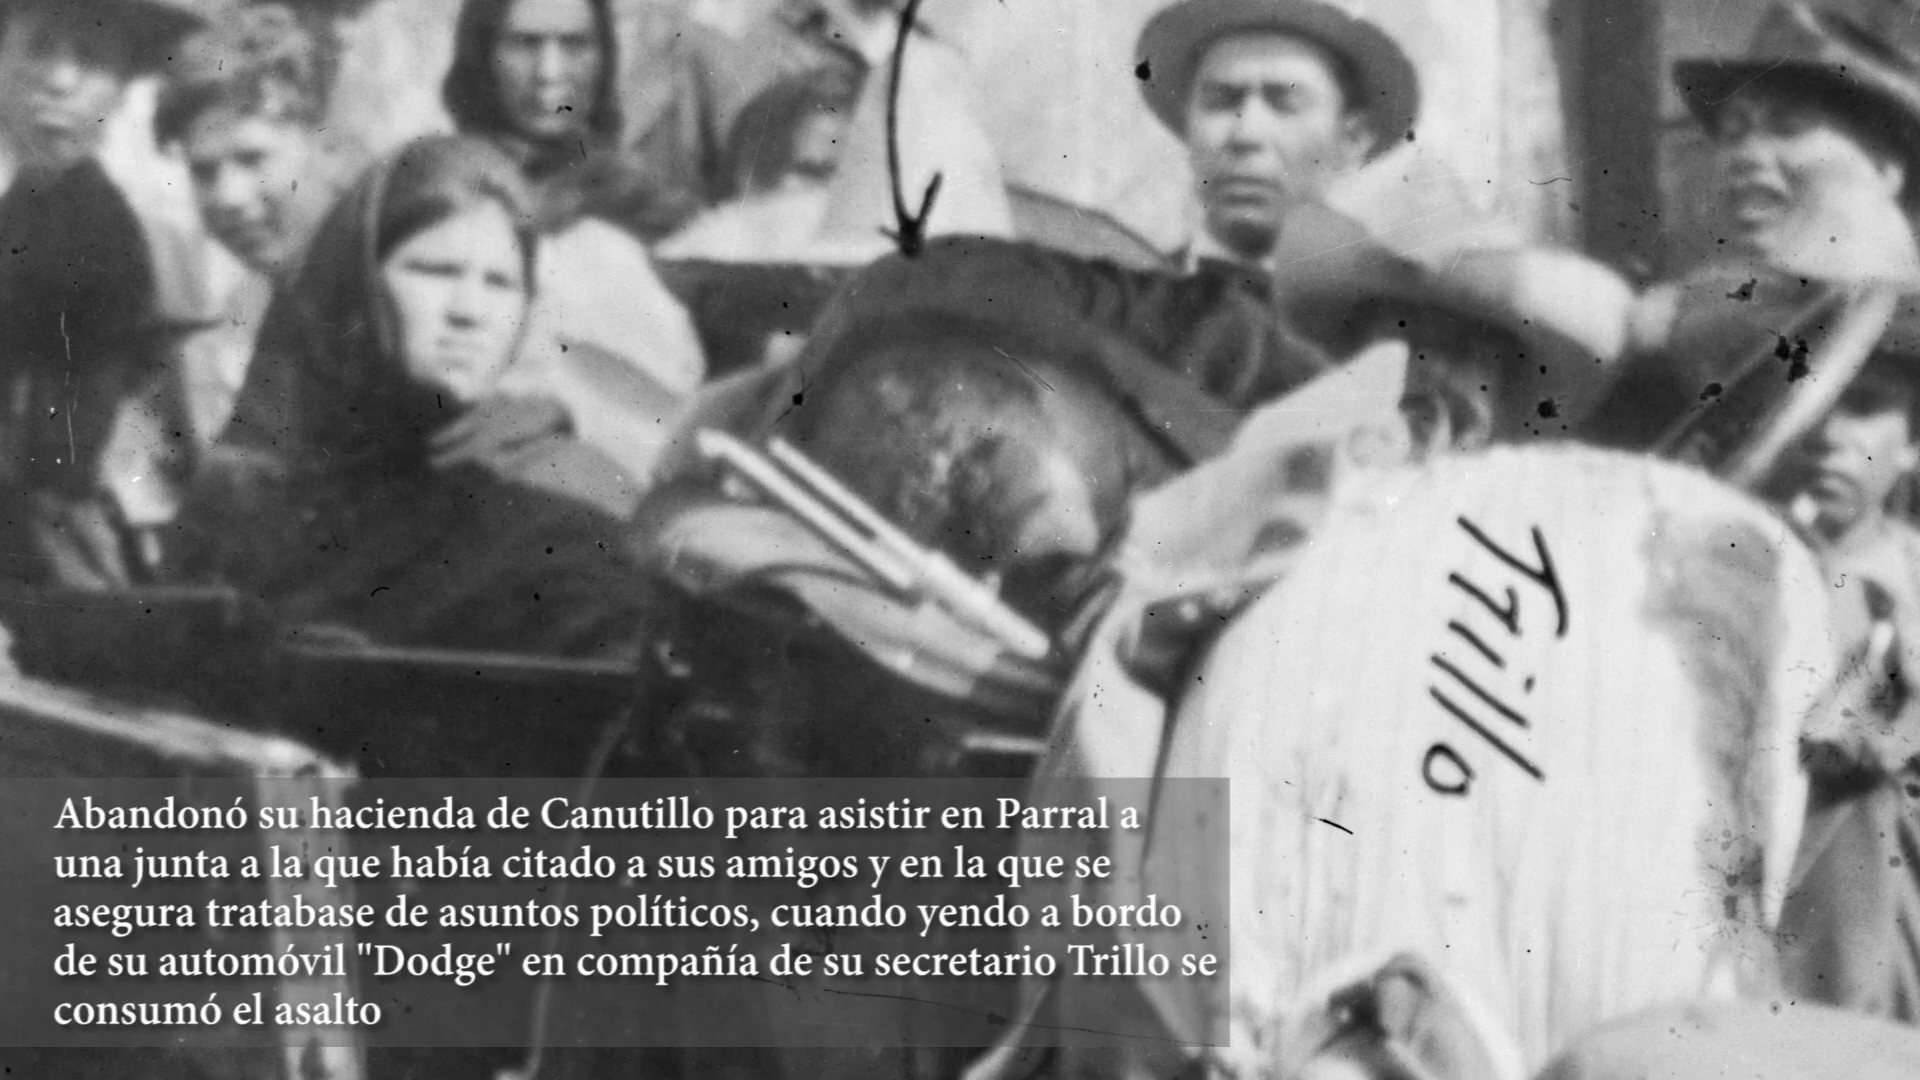 Trillo
Abandonó su hacienda de Canutillo para asistir en Parral a
una junta a la que había citado a sus amigos y en la que se
asegura tratabase de asuntos políticos, cuando yendo a bordo
de su automóvil "Dodge" en compañía de su secretario Trillo se
consumó el asalto